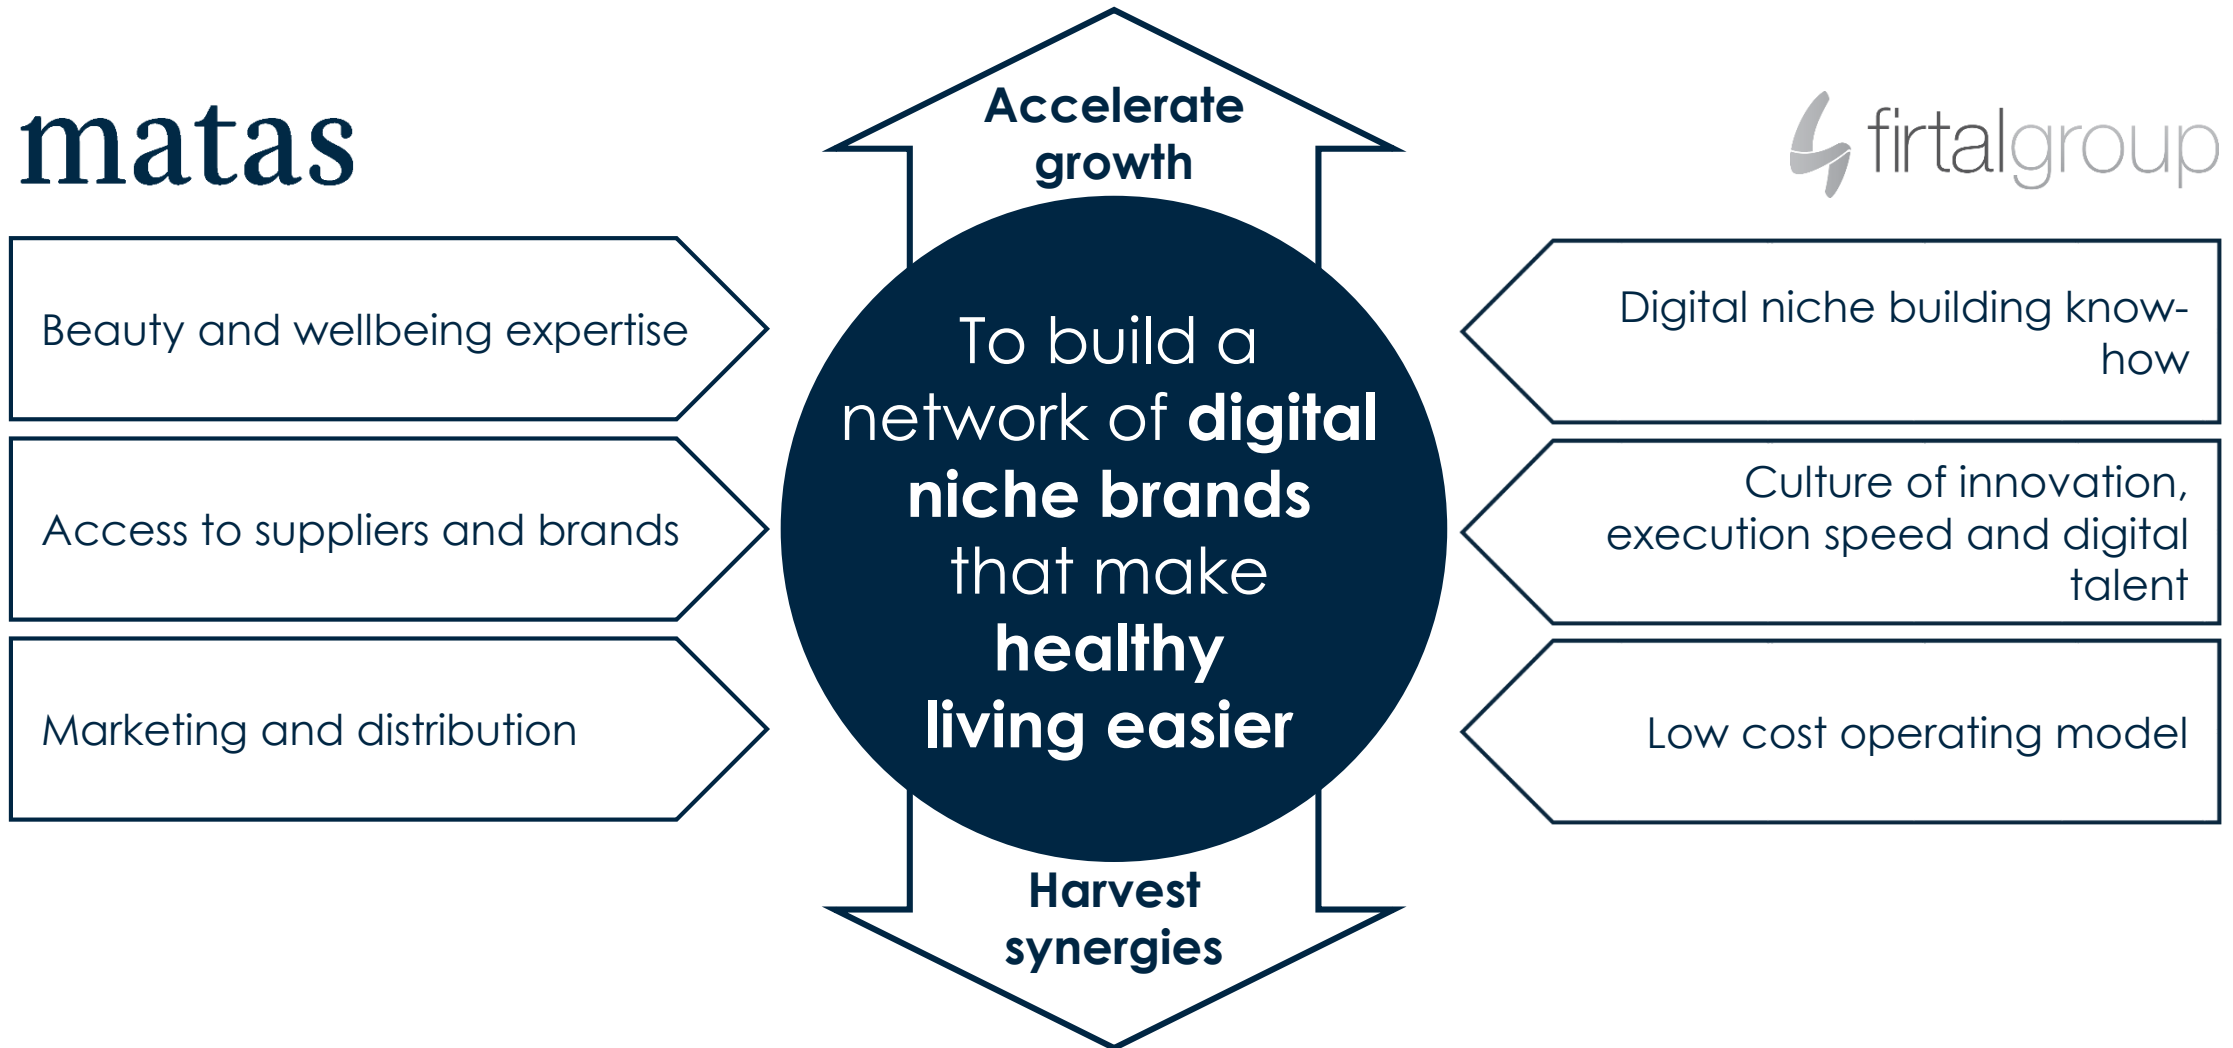 matas
Beauty and wellbeing expertise
Access to suppliers and brands
Marketing and distribution
Accelerate
growth
To build a
network of digital
niche brands
that make
healthy
living easier
Harvest
synergies
firtalgroup
Digital niche building know-
how
Culture of innovation,
execution speed and digital
talent
Low cost operating model